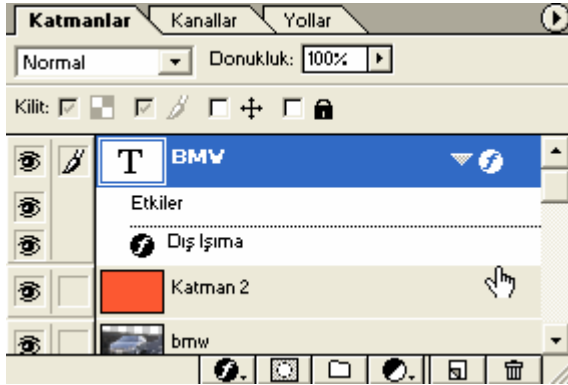 Katmanlar Kanallar Yollar
Normal Donukluk: 100%
Kilit:
T BMW
Etkiler
Dış Işıma
Katman 2
bmw